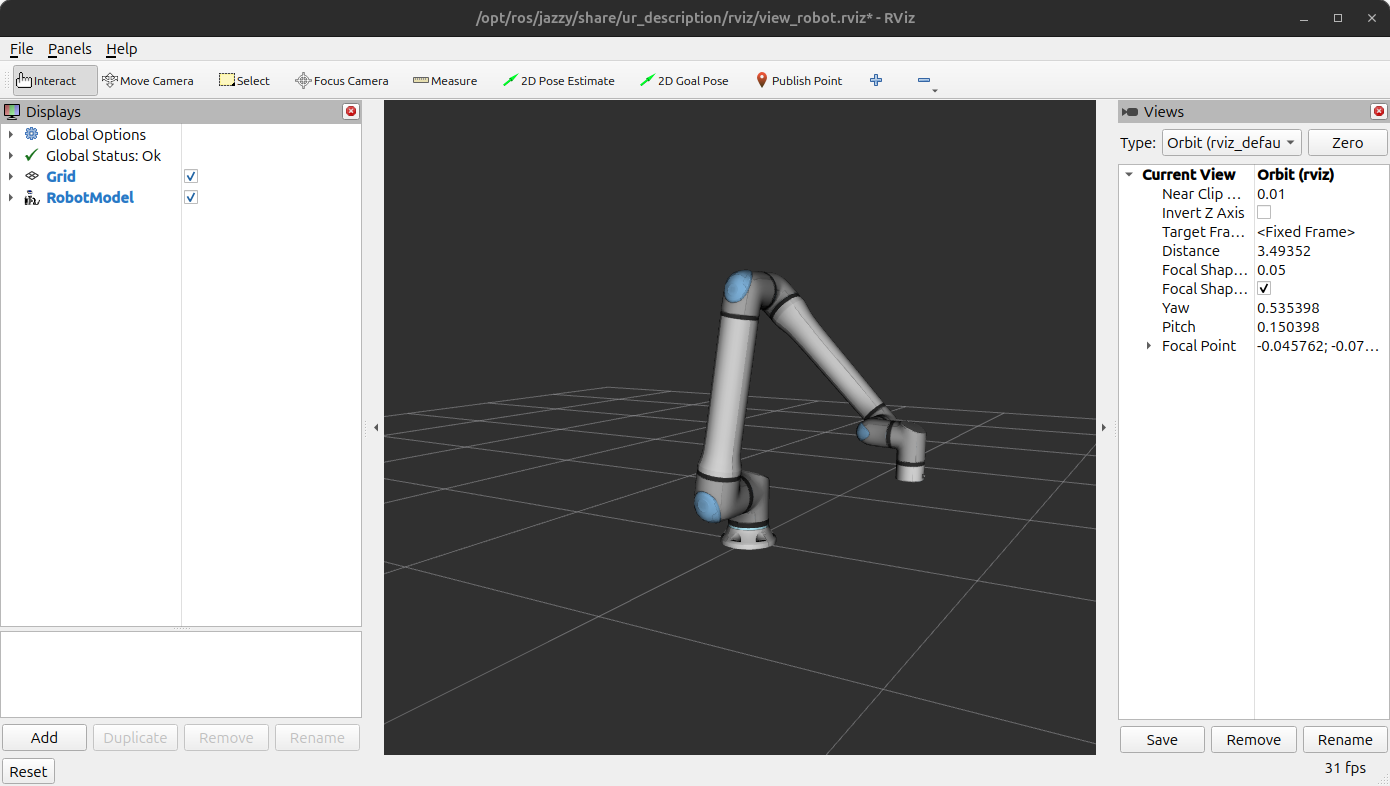 /opt/ros/jazzy/share/ur_description/rviz/view_robot.rviz* - RViz
File Panels Help
Interact Move Camera Select Focus Camera Measure 2D Pose Estimate 2D Goal Pose Publish Point
Displays
Global Options
Global Status: Ok
Grid
RobotModel
Add Duplicate Remove Rename
Reset
Views
Type: Orbit (rviz_defau Zero
Current View Orbit (rviz)
Near Clip … 0.01
Invert Z Axis
Target Fra… <Fixed Frame>
Distance 3.49352
Focal Shap… 0.05
Focal Shap…
Yaw 0.535398
Pitch 0.150398
Focal Point -0.045762; -0.07…
Save Remove Rename
31 fps